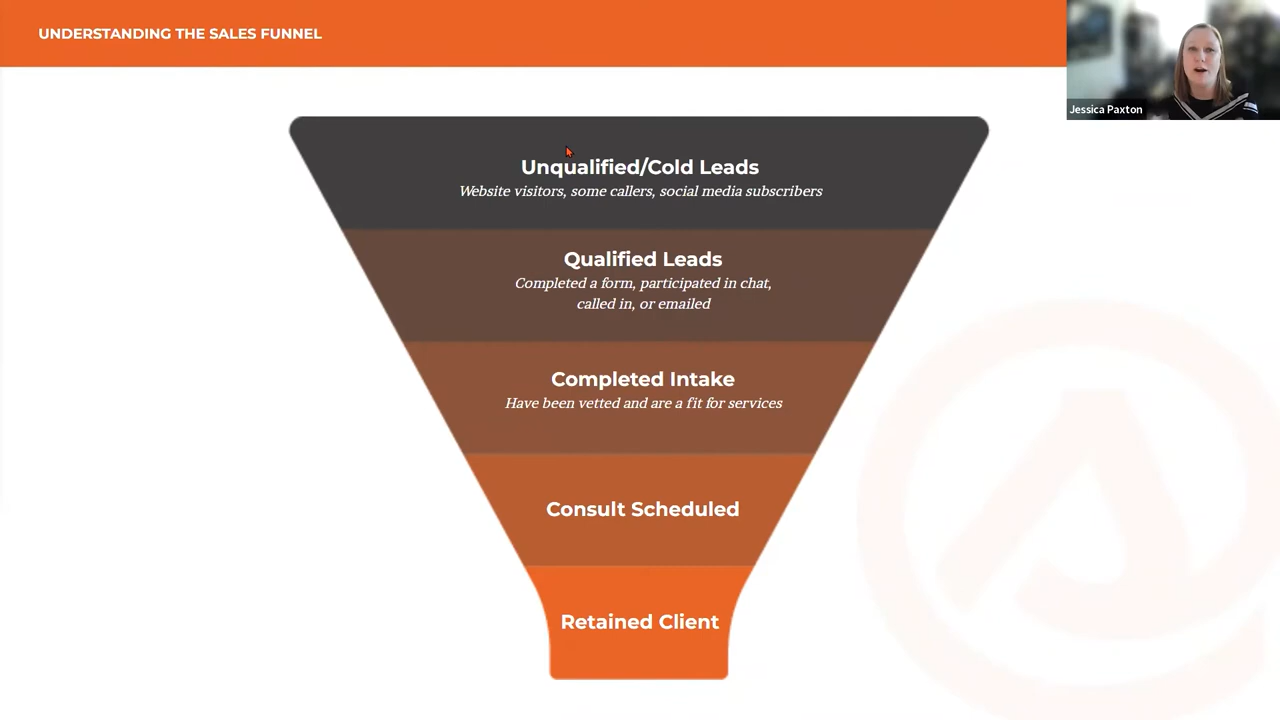 UNDERSTANDING THE SALES FUNNEL
Jessica Paxton
Unqualified/Cold Leads
Website visitors, some callers, social media subscribers
Qualified Leads
Completed a form, participated in chat,
called in, or emailed
Completed Intake
Have been vetted and are a fit for services
Consult Scheduled
Retained Client